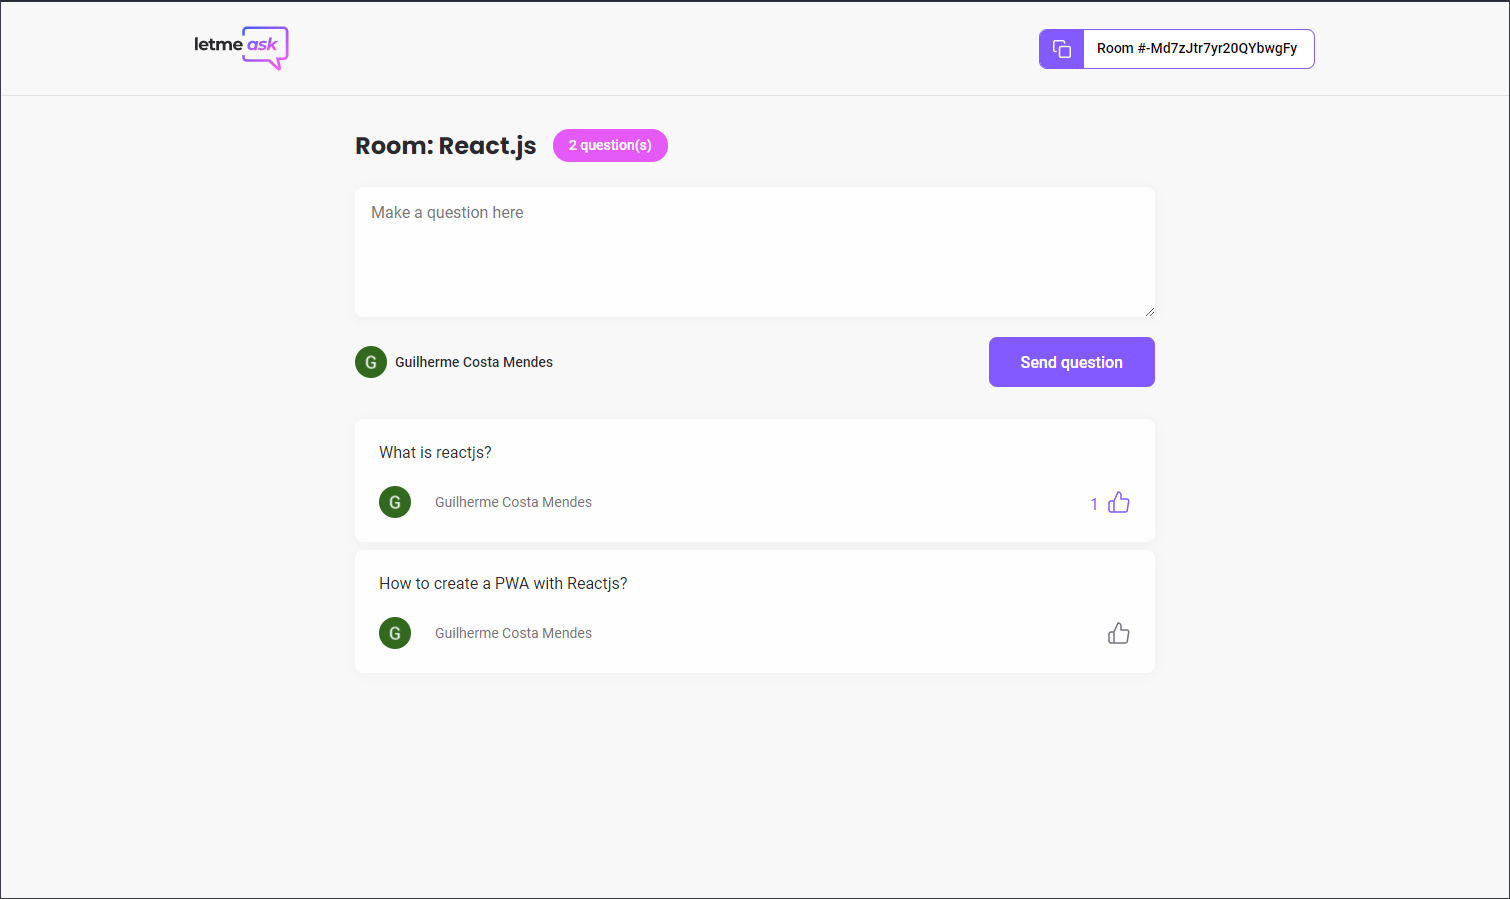 letme ask
Room #-Md7zJtr7yr20QYbwgFy
Room: React.js
2 question(s)
Make a question here
G
Guilherme Costa Mendes
Send question
What is reactjs?
G
Guilherme Costa Mendes
1
How to create a PWA with Reactjs?
G
Guilherme Costa Mendes